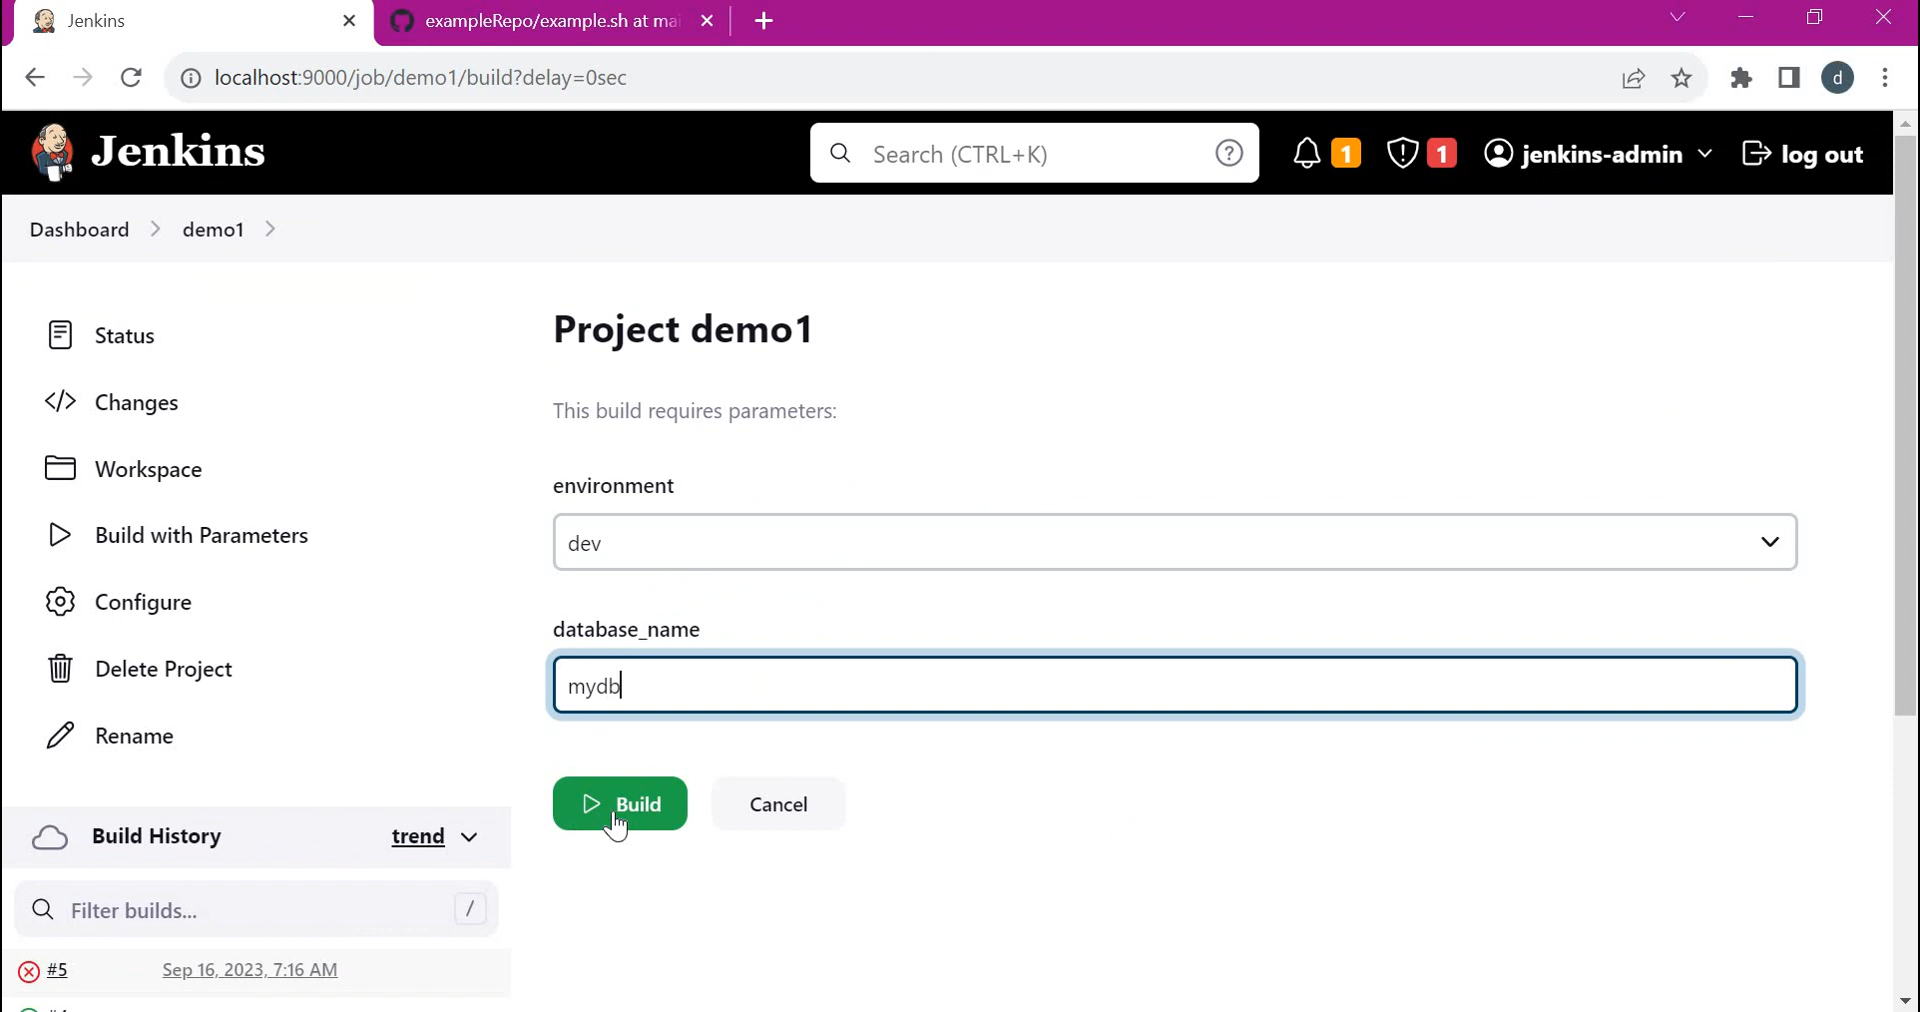 Jenkins
exampleRepo/example.sh at mai
localhost:9000/job/demo1/build?delay=0sec
d
Jenkins
Search (CTRL+K)
?
1
1
jenkins-admin
log out
Dashboard
demo1
Status
Changes
Workspace
Build with Parameters
Configure
Delete Project
Rename
Build History
trend
Filter builds...
/
#5
Sep 16, 2023, 7:16 AM
Project demo1
This build requires parameters:
environment
dev
database_name
mydb
Build
Cancel